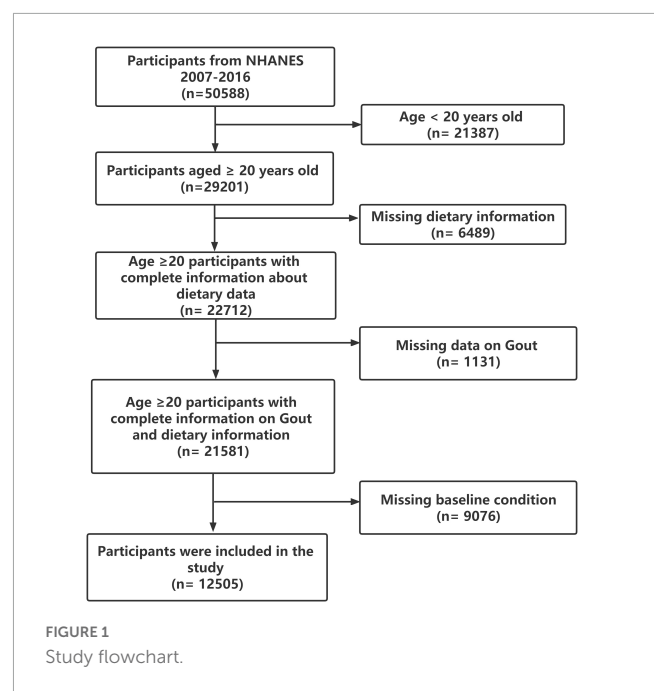 Participants from NHANES
2007-2016
(n=50588)
Age < 20 years old
(n= 21387)
Participants aged ≥ 20 years old
(n=29201)
Missing dietary information
(n= 6489)
Age ≥20 participants with
complete information about
dietary data
(n= 22712)
Missing data on Gout
(n= 1131)
Age ≥20 participants with
complete information on Gout
and dietary information
(n= 21581)
Missing baseline condition
(n= 9076)
Participants were included in the
study
(n= 12505)
FIGURE 1
Study flowchart.